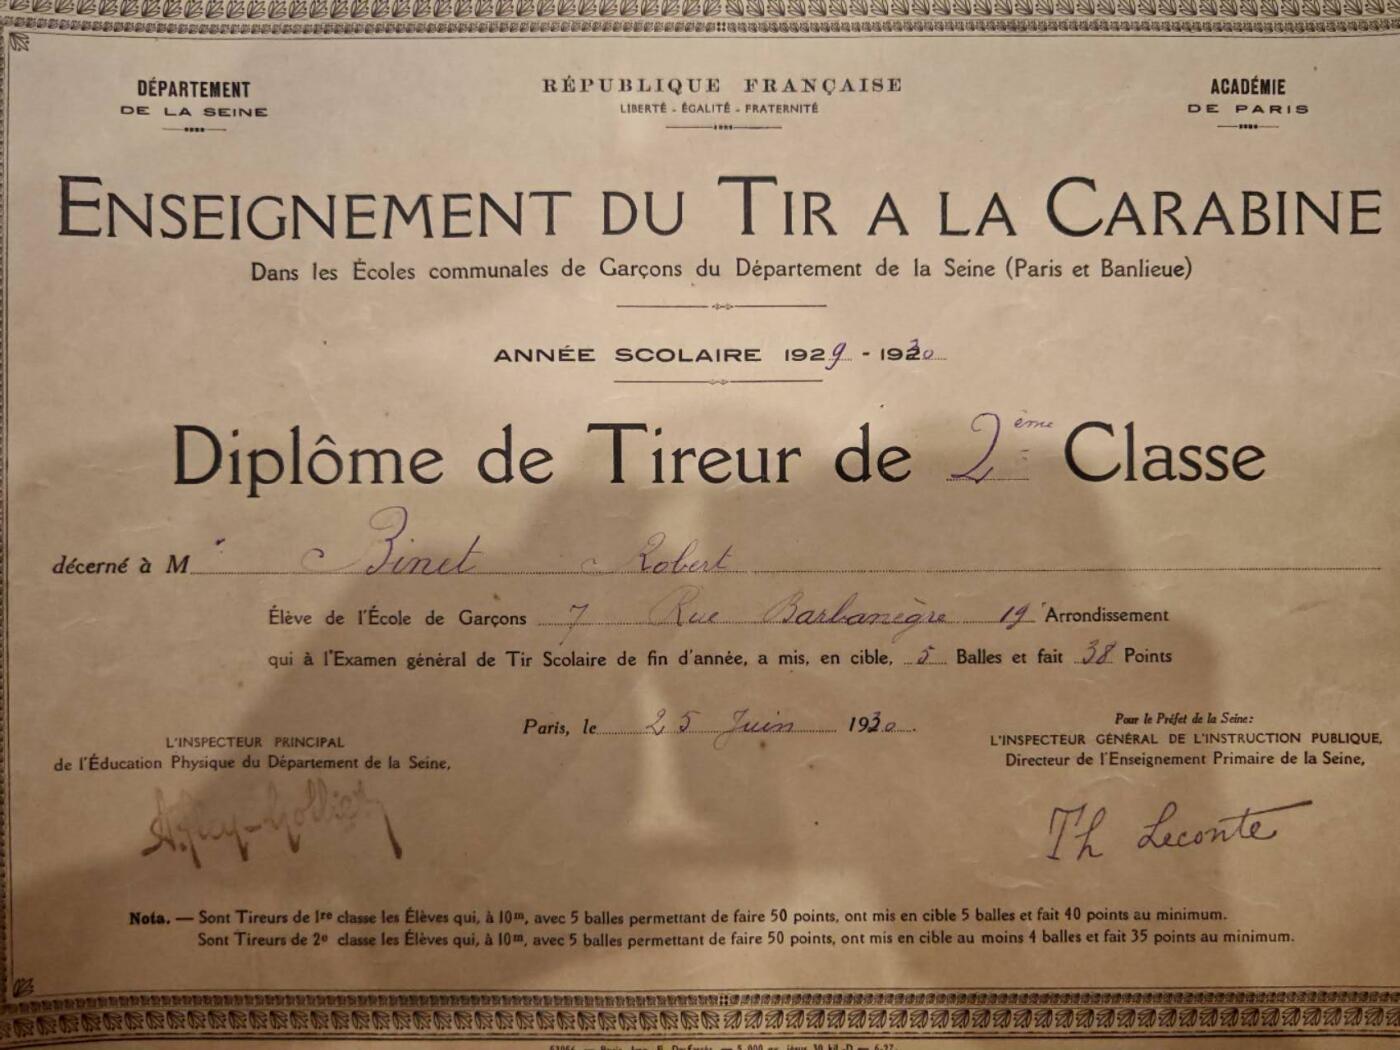 DÉPARTEMENT
DE LA SEINE
RÉPUBLIQUE FRANÇAISE
LIBERTÉ - ÉGALITÉ - FRATERNITÉ
ACADÉMIE
DE PARIS
ENSEIGNEMENT DU TIR A LA CARABINE
Dans les Écoles communales de Garçons du Département de la Seine (Paris et Banlieue)
ANNÉE SCOLAIRE 1929 - 1930
Diplôme de Tireur de 2ème Classe
décerné à M Binet Robert
Élève de l'École de Garçons 7 Rue Barbanègre 19 Arrondissement
qui à l'Examen général de Tir Scolaire de fin d'année, a mis, en cible, 5 Balles et fait 38 Points
Paris, le 25 Juin 1930.
L'INSPECTEUR PRINCIPAL
de l'Éducation Physique du Département de la Seine,
Pour le Préfet de la Seine:
L'INSPECTEUR GÉNÉRAL DE L'INSTRUCTION PUBLIQUE,
Directeur de l'Enseignement Primaire de la Seine,
Th Leconte
Nota. — Sont Tireurs de 1re classe les Élèves qui, à 10m, avec 5 balles permettant de faire 50 points, ont mis en cible 5 balles et fait 40 points au minimum.
Sont Tireurs de 2e classe les Élèves qui, à 10m, avec 5 balles permettant de faire 50 points, ont mis en cible au moins 4 balles et fait 35 points au minimum.